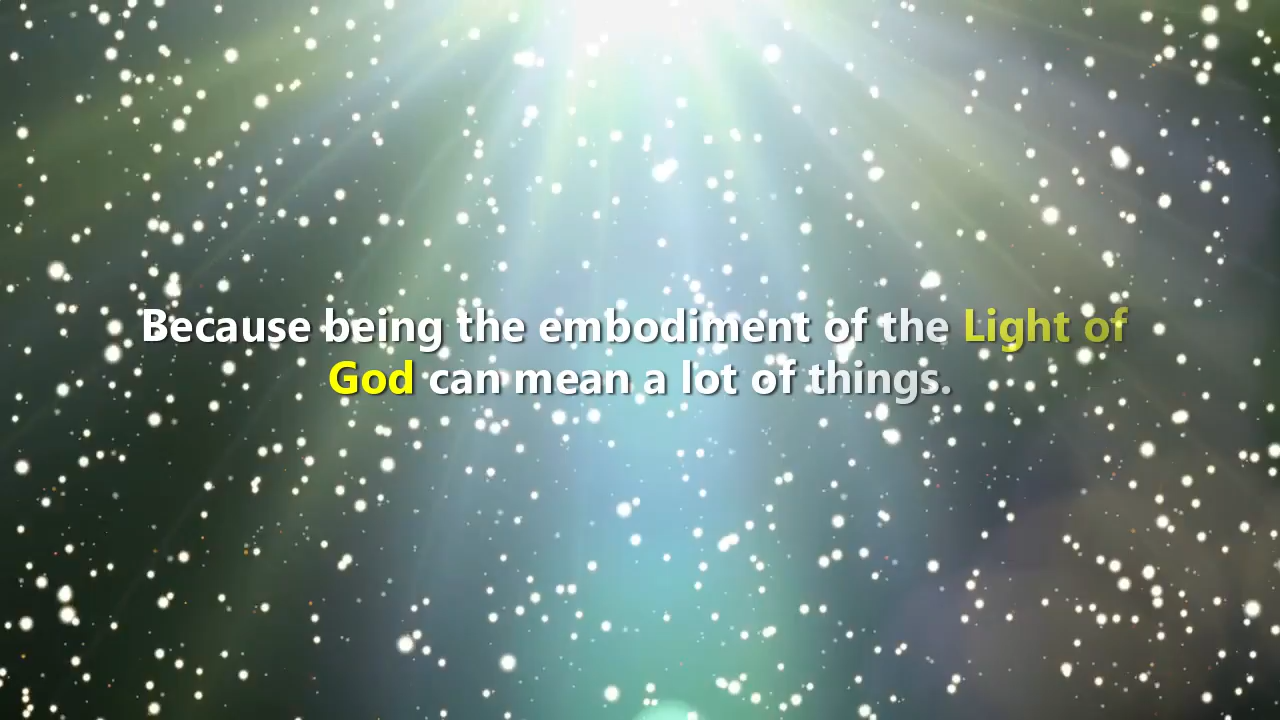 Because being the embodiment of the Light of
God can mean a lot of things.